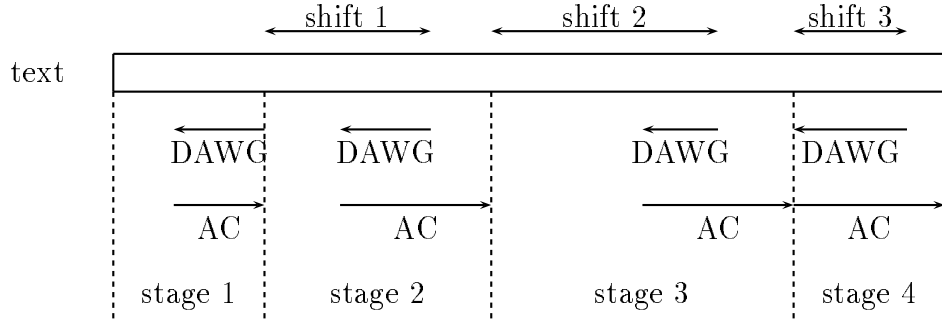 shift 1 shift 2 shift 3
text
DAWG DAWG DAWG DAWG
AC AC AC AC
stage 1 stage 2 stage 3 stage 4